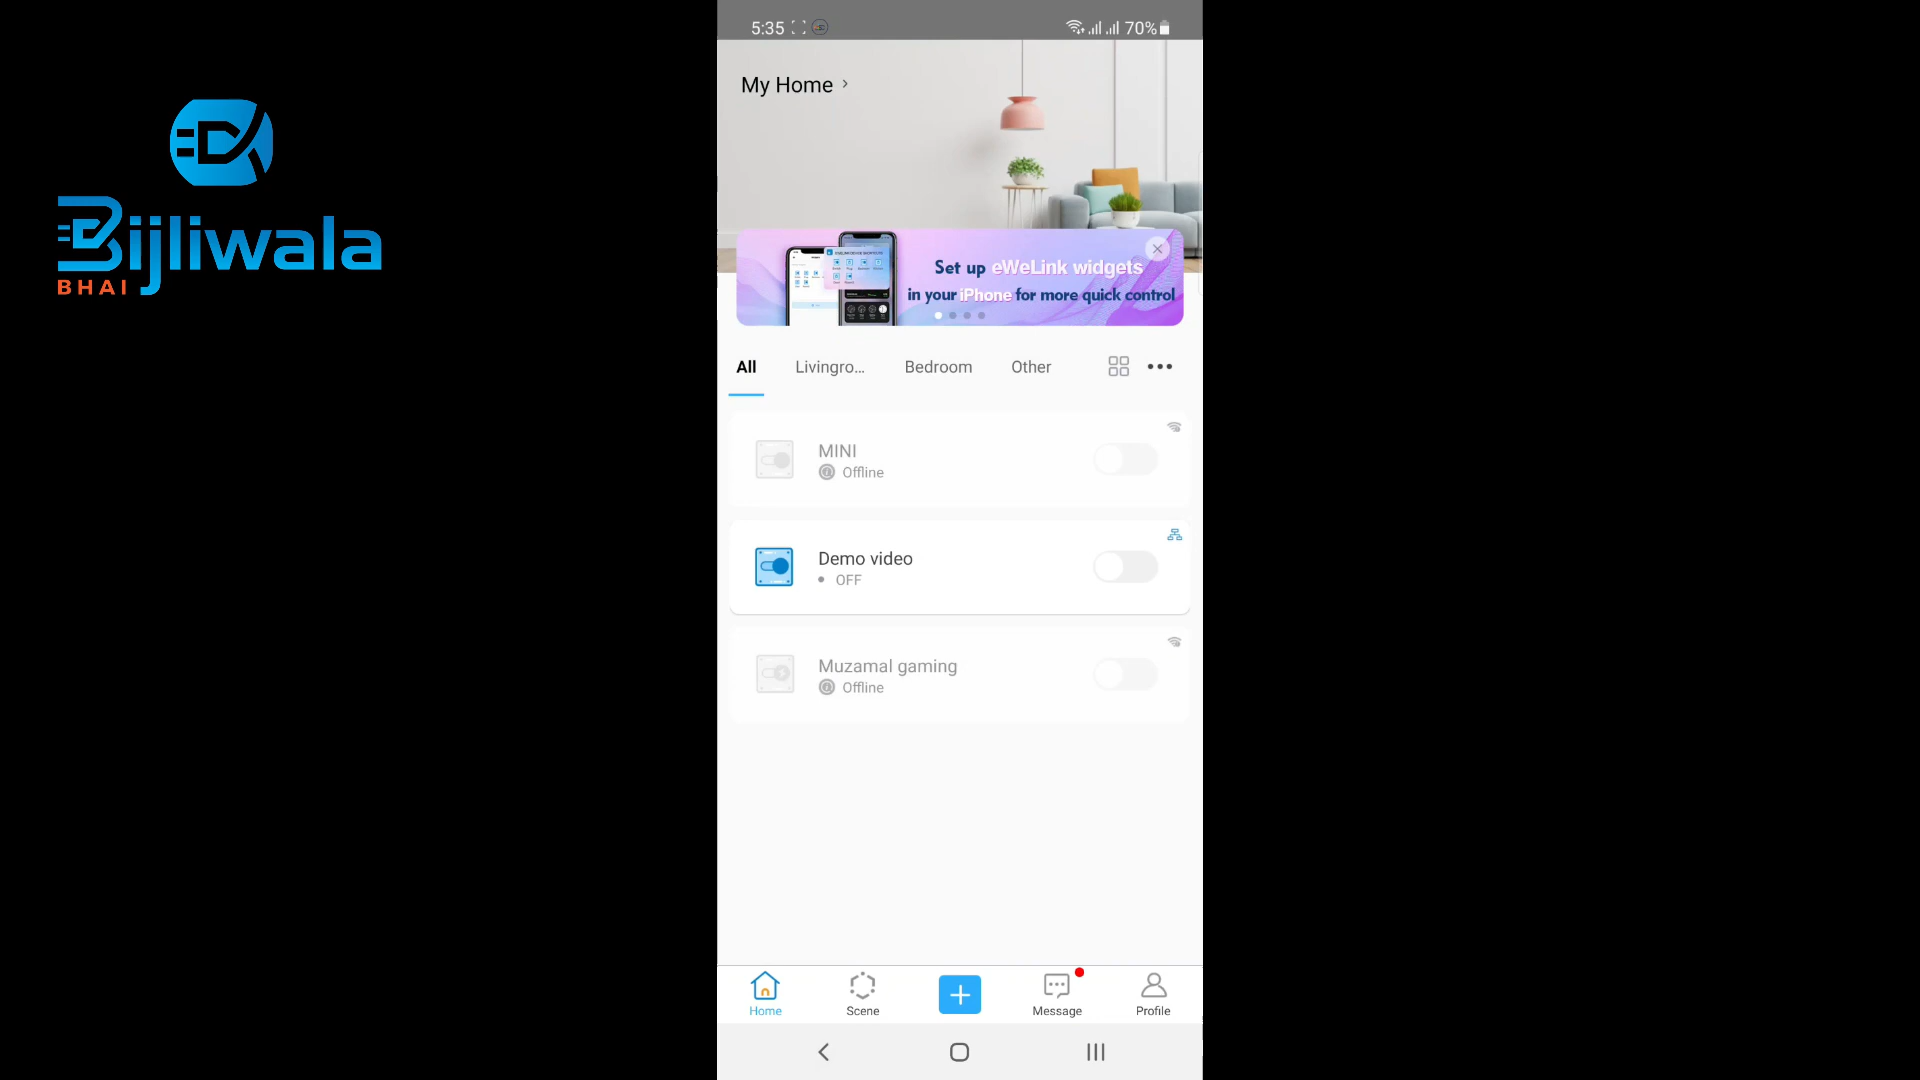 Bijliwala
BHAI
5:35
70%
My Home
Set up eWeLink widgets
in your iPhone for more quick control
All Livingro... Bedroom Other
MINI
Offline
Demo video
OFF
Muzamal gaming
Offline
Home Scene Message Profile